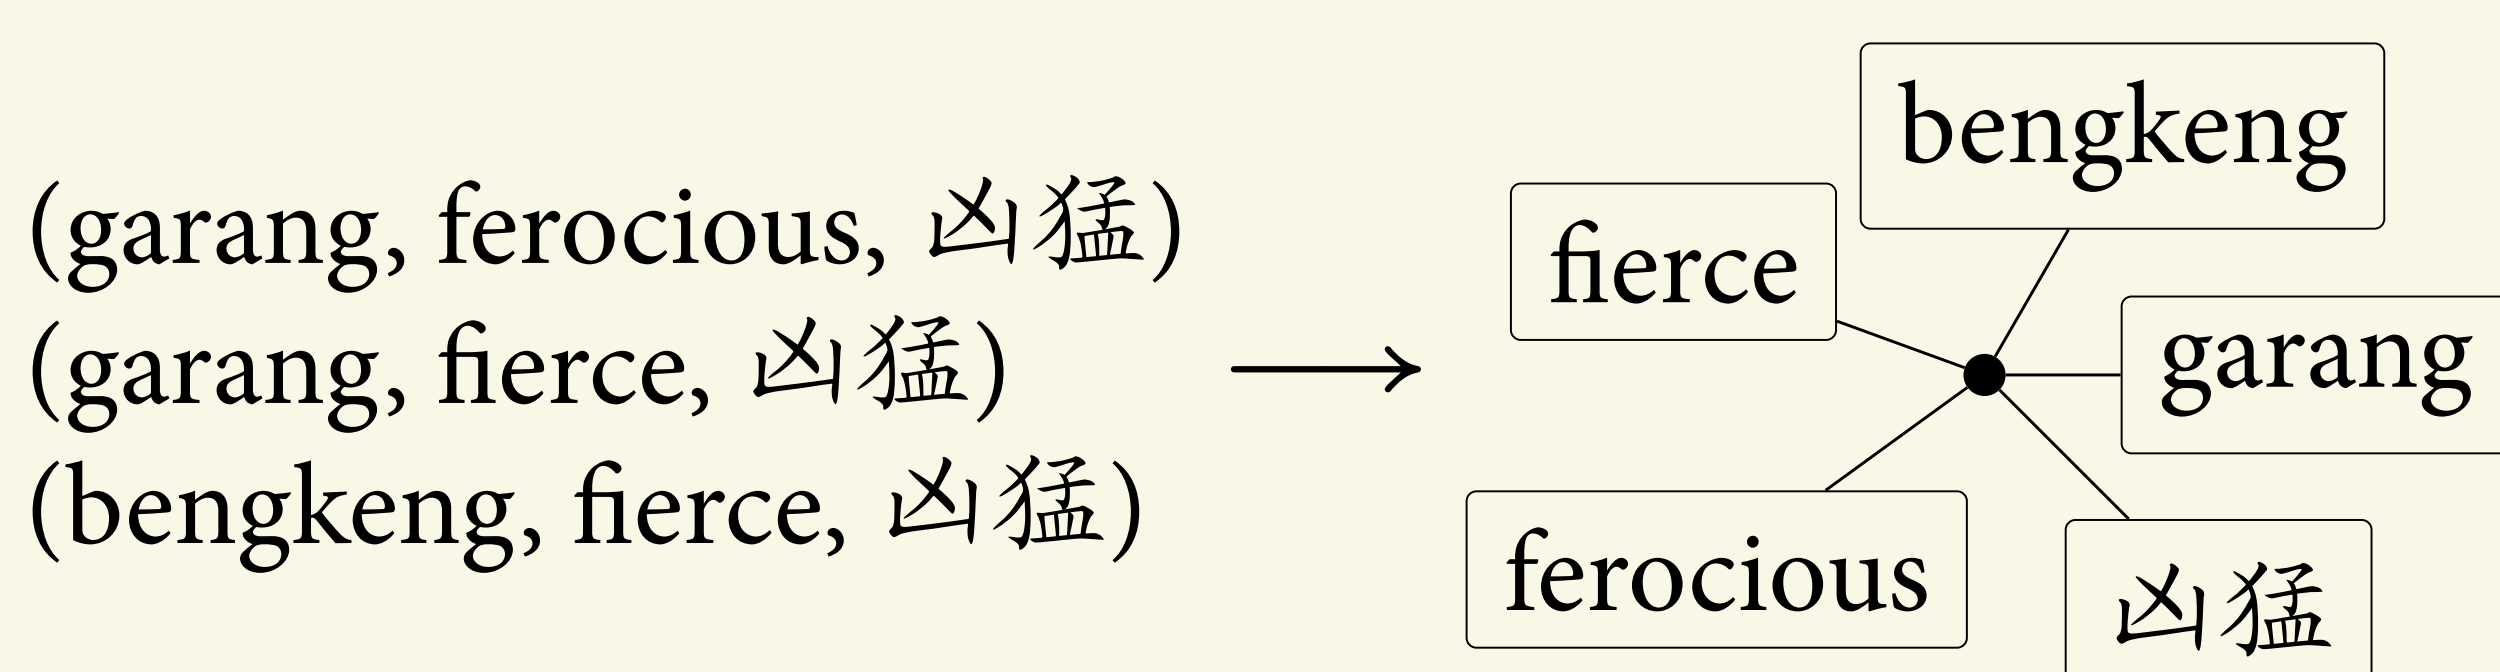 (garang, ferocious, 凶猛)
(garang, fierce, 凶猛)
(bengkeng, fierce, 凶猛)
bengkeng
fierce
garang
ferocious
凶猛